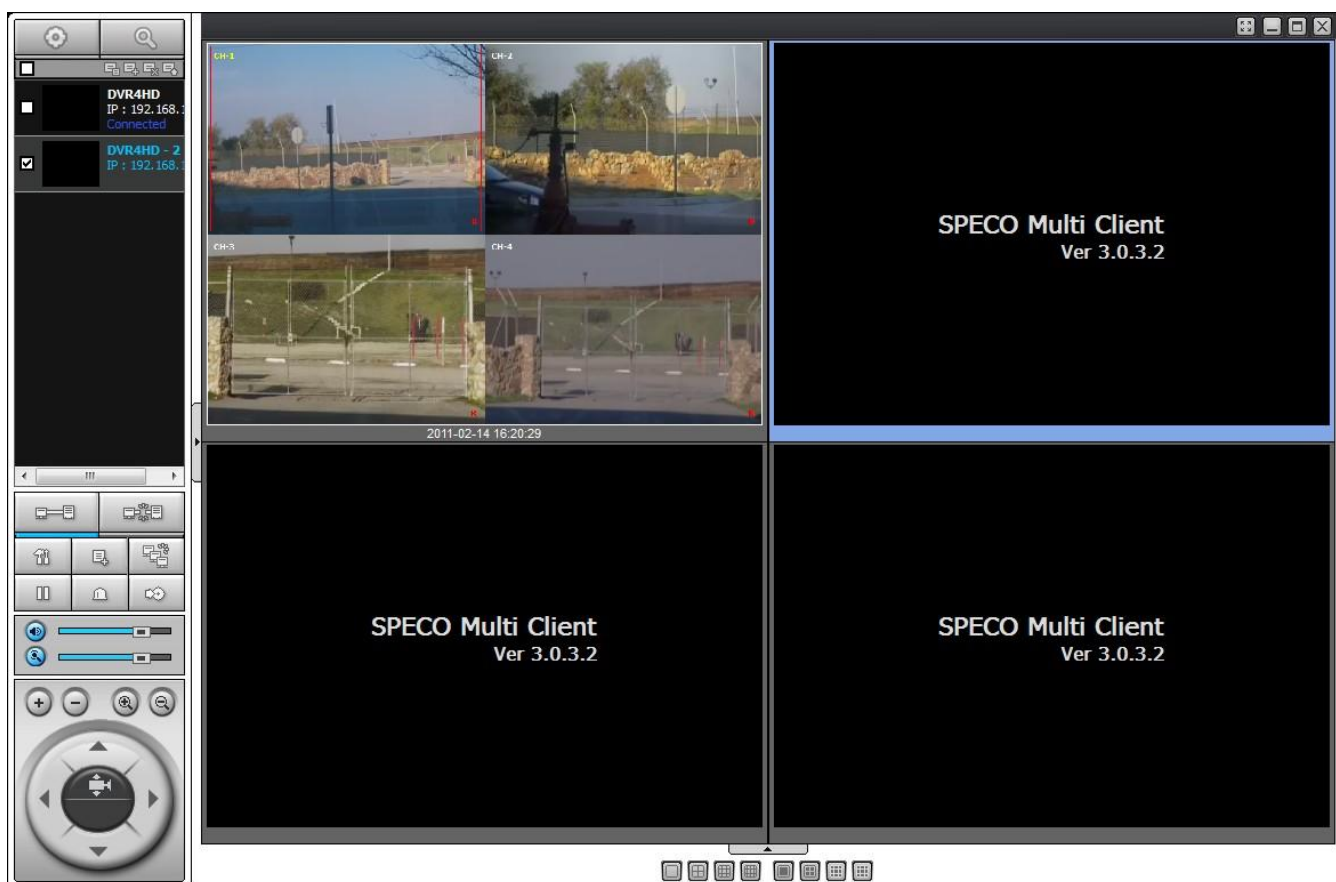 DVR4HD
IP : 192.168.1
Connected
DVR4HD - 2
IP : 192.168.
CH-1
CH-2
CH-3
CH-4
2011-02-14 16:20:29
SPECO Multi Client
Ver 3.0.3.2
SPECO Multi Client
Ver 3.0.3.2
SPECO Multi Client
Ver 3.0.3.2